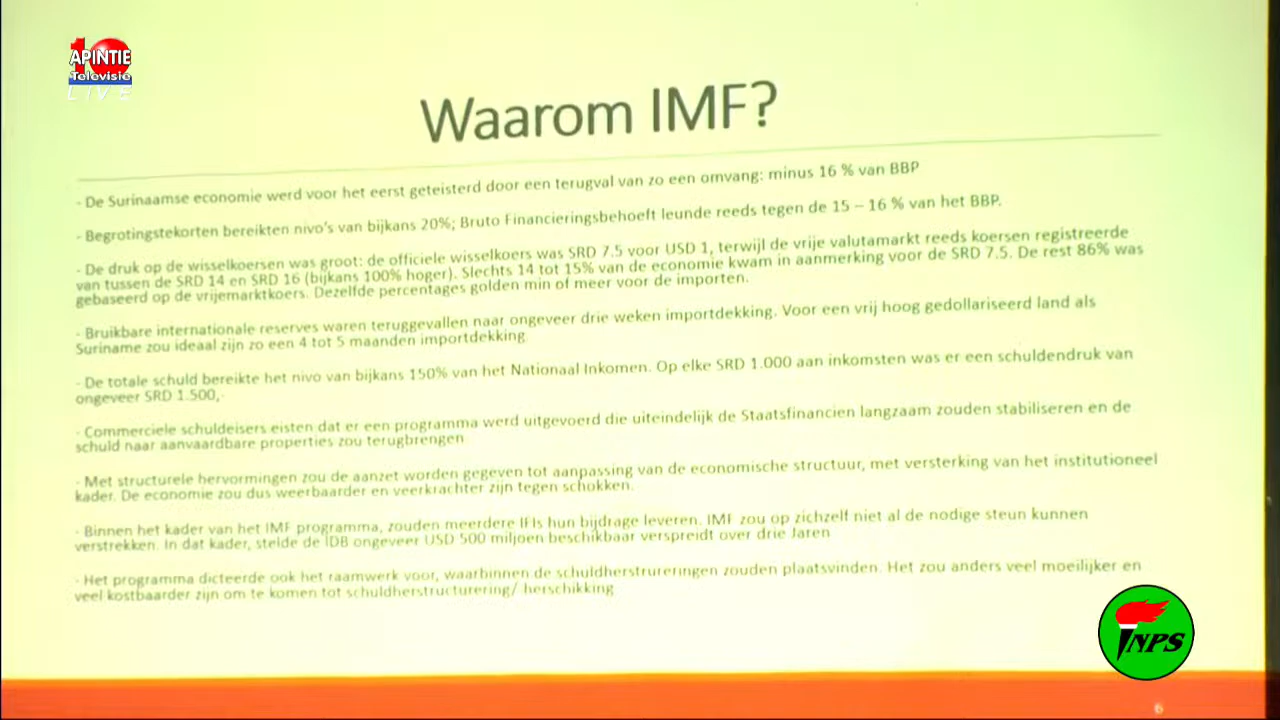 10
APINTIE
Televisie
LIVE
Waarom IMF?
- De Surinaamse economie werd voor het eerst geteisterd door een terugval van zo een omvang: minus 16 % van BBP
- Begrotingstekorten bereikten nivo's van bijkans 20%; Bruto Financieringsbehoeft leunde reeds tegen de 15 – 16 % van het BBP.
- De druk op de wisselkoersen was groot: de officiele wisselkoers was SRD 7.5 voor USD 1, terwijl de vrije valutamarkt reeds koersen registreerde
van tussen de SRD 14 en SRD 16 (bijkans 100% hoger). Slechts 14 tot 15% van de economie kwam in aanmerking voor de SRD 7.5. De rest 86% was
gebaseerd op de vrijemarktkoers. Dezelfde percentages golden min of meer voor de importen.
- Bruikbare internationale reserves waren teruggevallen naar ongeveer drie weken importdekking. Voor een vrij hoog gedollariseerd land als
Suriname zou ideaal zijn zo een 4 tot 5 maanden importdekking
- De totale schuld bereikte het nivo van bijkans 150% van het Nationaal Inkomen. Op elke SRD 1.000 aan inkomsten was er een schuldendruk van
ongeveer SRD 1.500,-
- Commerciele schuldeisers eisten dat er een programma werd uitgevoerd die uiteindelijk de Staatsfinancien langzaam zouden stabiliseren en de
schuld naar aanvaardbare properties zou terugbrengen
- Met structurele hervormingen zou de aanzet worden gegeven tot aanpassing van de economische structuur, met versterking van het institutioneel
kader. De economie zou dus weerbaarder en veerkrachter zijn tegen schokken.
- Binnen het kader van het IMF programma, zouden meerdere IFIs hun bijdrage leveren. IMF zou op zichzelf niet al de nodige steun kunnen
verstrekken. In dat kader, stelde de IDB ongeveer USD 500 miljoen beschikbaar verspreidt over drie Jaren
- Het programma dicteerde ook het raamwerk voor, waarbinnen de schuldherstrureringen zouden plaatsvinden. Het zou anders veel moeilijker en
veel kostbaarder zijn om te komen tot schuldherstructurering/ herschikking
NPS
6